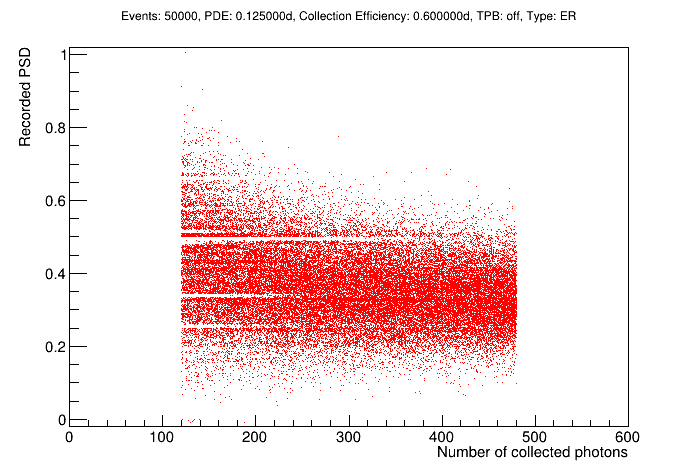 Events: 50000, PDE: 0.125000d, Collection Efficiency: 0.600000d, TPB: off, Type: ER
Recorded PSD
1
0.8
0.6
0.4
0.2
0
0 100 200 300 400 500 600
Number of collected photons